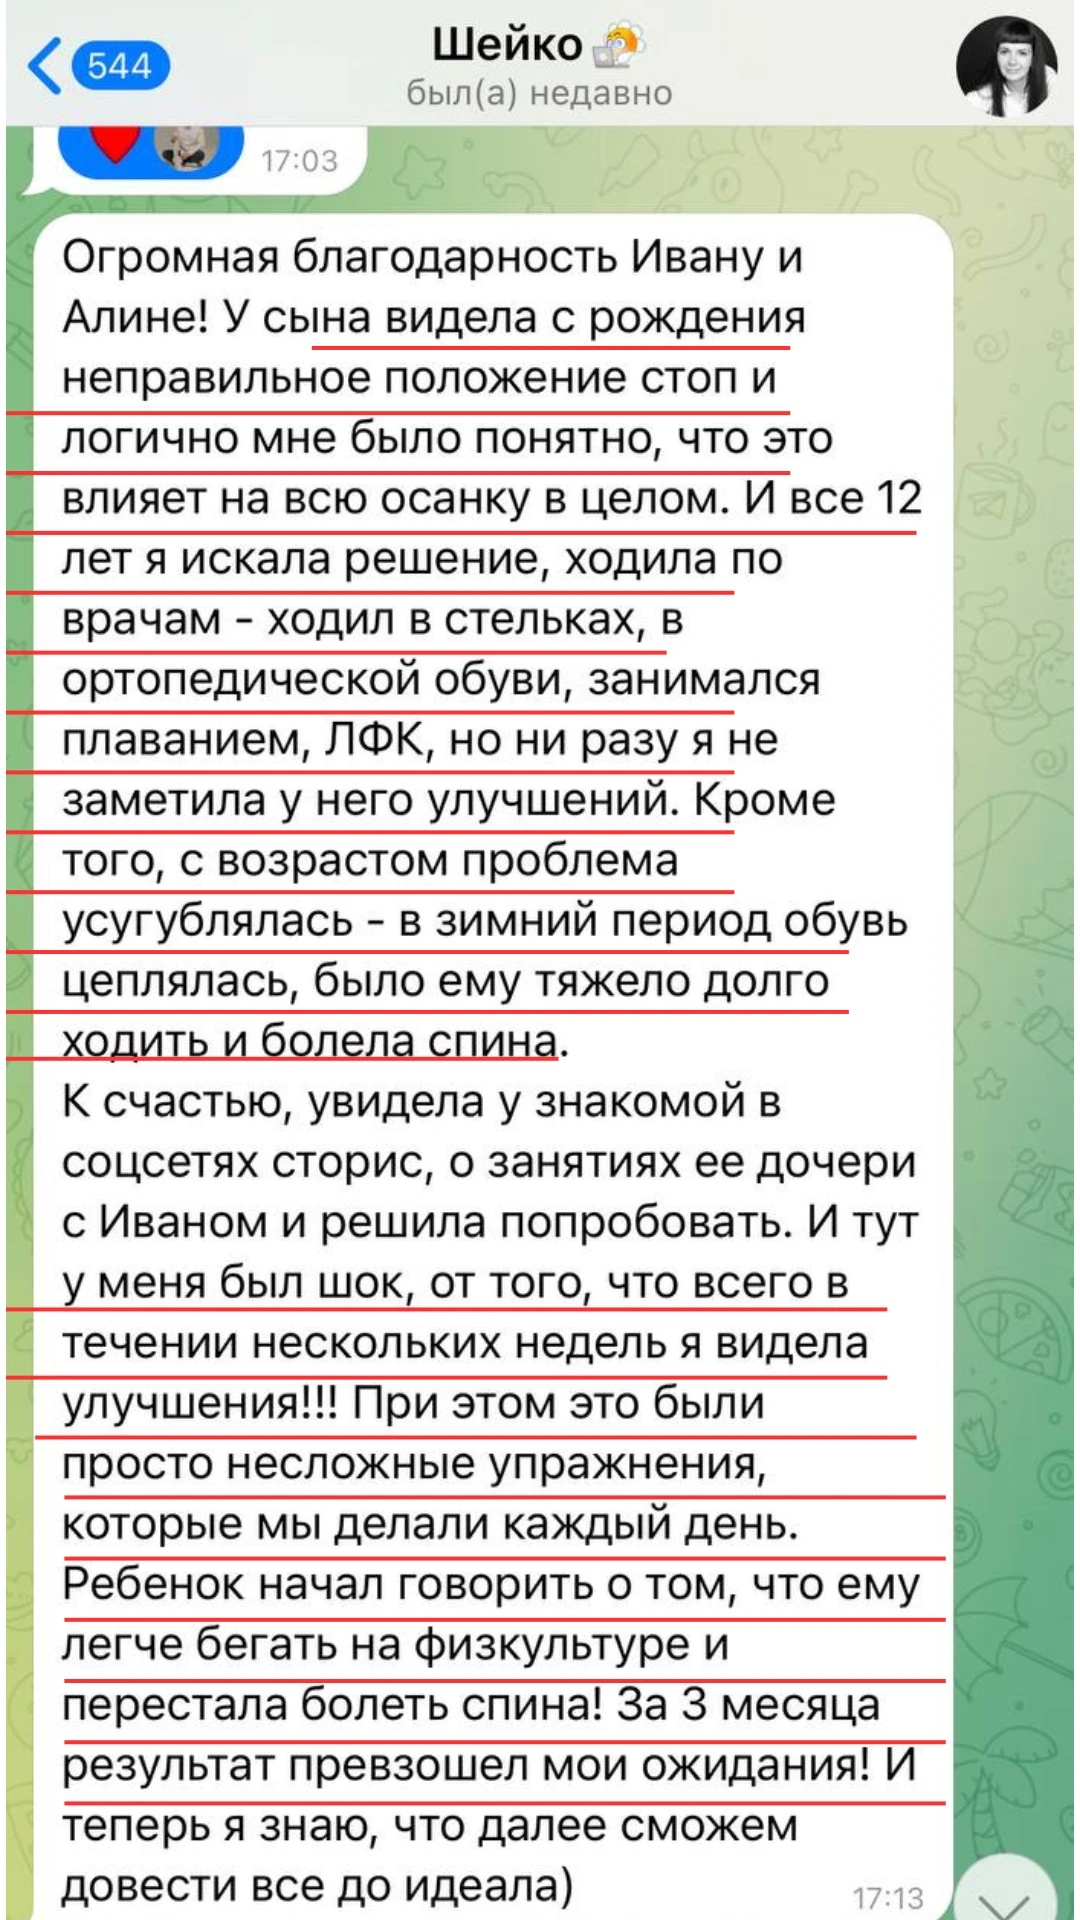 544
Шейко
был(а) недавно
17:03
Огромная благодарность Ивану и
Алине! У сына видела с рождения
неправильное положение стоп и
логично мне было понятно, что это
влияет на всю осанку в целом. И все 12
лет я искала решение, ходила по
врачам - ходил в стельках, в
ортопедической обуви, занимался
плаванием, ЛФК, но ни разу я не
заметила у него улучшений. Кроме
того, с возрастом проблема
усугублялась - в зимний период обувь
цеплялась, было ему тяжело долго
ходить и болела спина.
К счастью, увидела у знакомой в
соцсетях сторис, о занятиях ее дочери
с Иваном и решила попробовать. И тут
у меня был шок, от того, что всего в
течении нескольких недель я видела
улучшения!!! При этом это были
просто несложные упражнения,
которые мы делали каждый день.
Ребенок начал говорить о том, что ему
легче бегать на физкультуре и
перестала болеть спина! За 3 месяца
результат превзошел мои ожидания! И
теперь я знаю, что далее сможем
довести все до идеала)
17:13